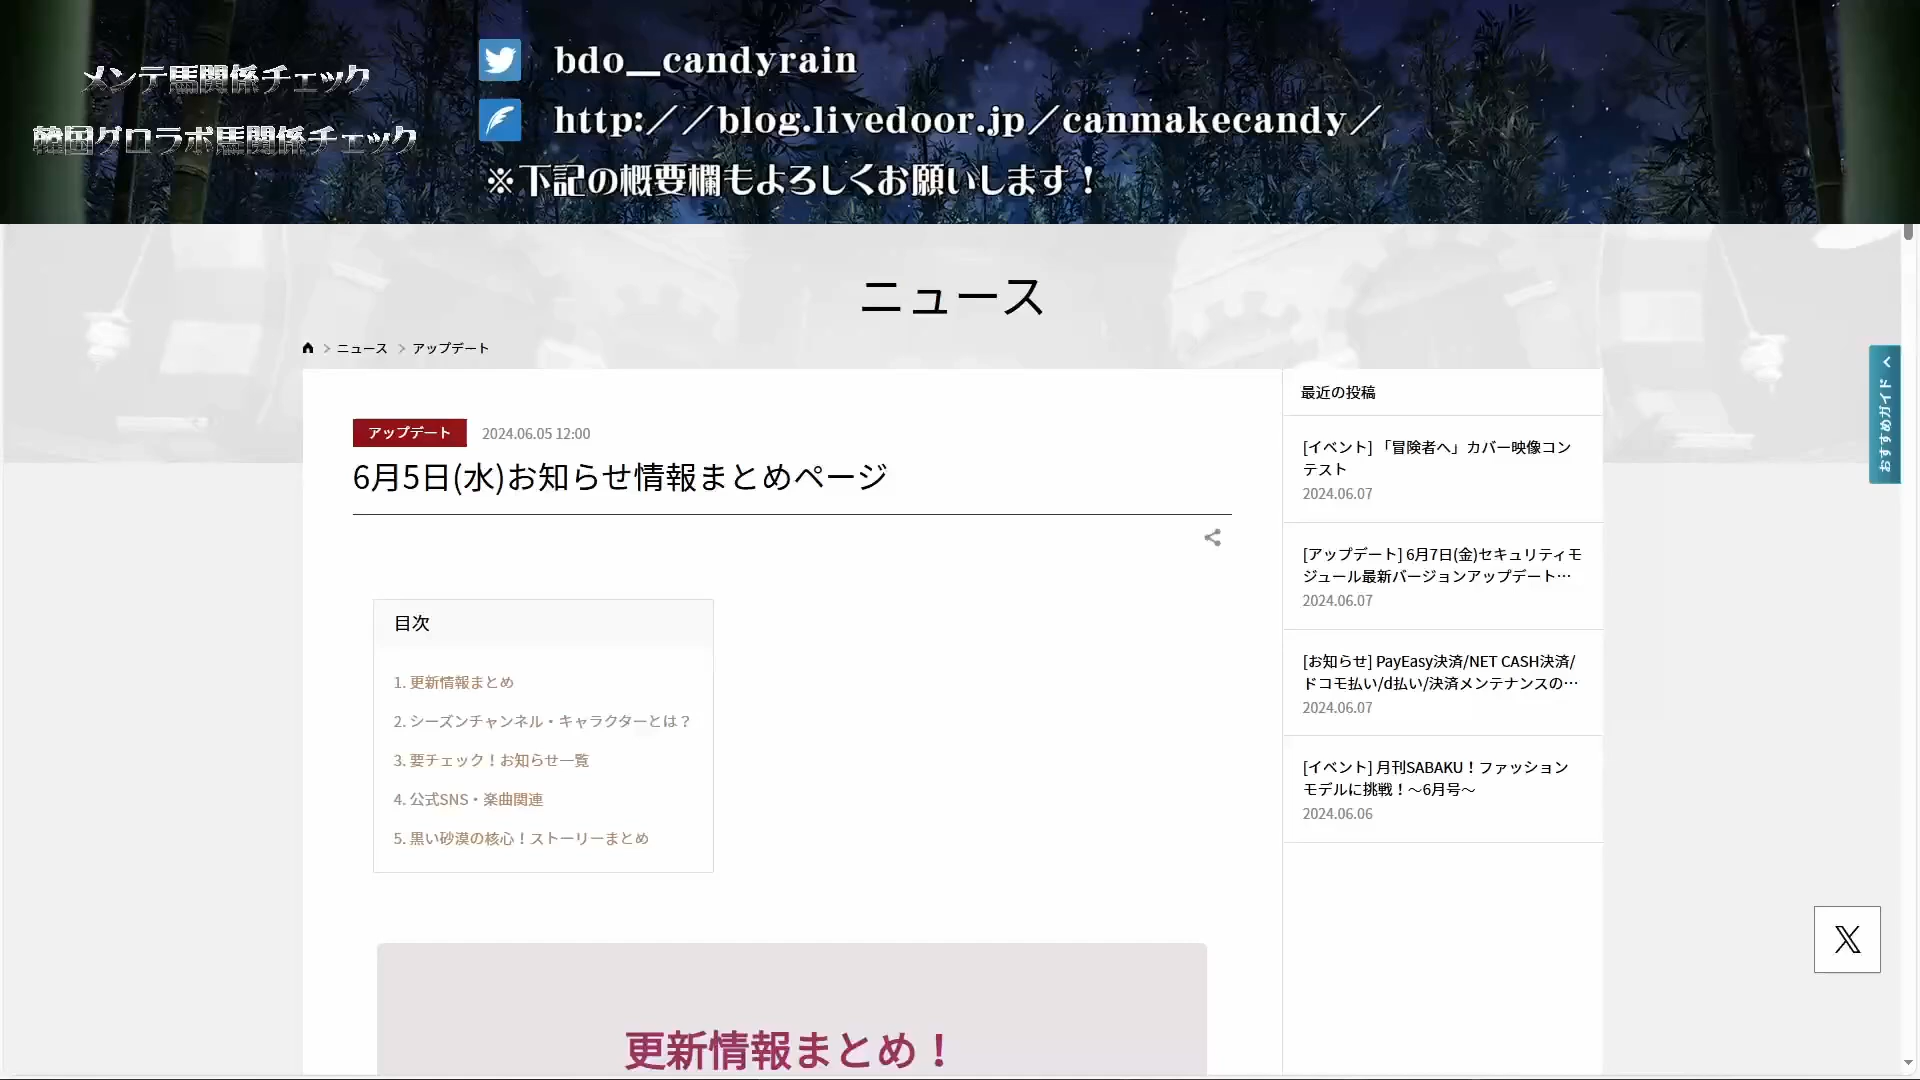 メンテ馬関係チェック
韓国グロラボ馬関係チェック
bdo__candyrain
http://blog.livedoor.jp/canmakecandy/
※下記の概要欄もよろしくお願いします！
ニュース
ニュース > アップデート
アップデート 2024.06.05 12:00
6月5日(水)お知らせ情報まとめページ
目次
1. 更新情報まとめ
2. シーズンチャンネル・キャラクターとは？
3. 要チェック！お知らせ一覧
4. 公式SNS・楽曲関連
5. 黒い砂漠の核心！ストーリーまとめ
更新情報まとめ！
最近の投稿
[イベント] 「冒険者へ」カバー映像コン
テスト
2024.06.07
[アップデート] 6月7日(金)セキュリティモ
ジュール最新バージョンアップデート…
2024.06.07
[お知らせ] PayEasy決済/NET CASH決済/
ドコモ払い/d払い/決済メンテナンスの…
2024.06.07
[イベント] 月刊SABAKU！ファッション
モデルに挑戦！～6月号～
2024.06.06
おすすめガイド